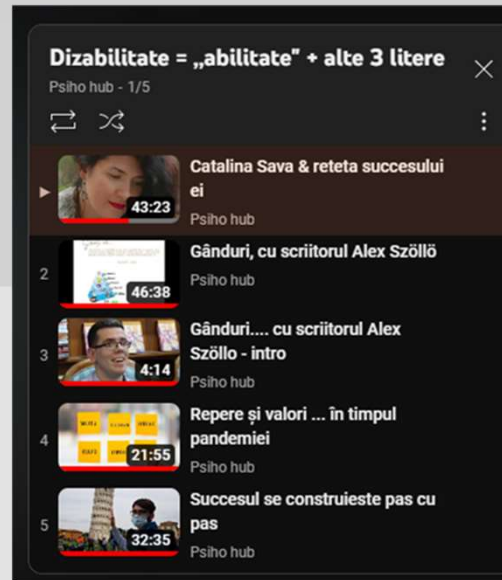 Dizabilitate = „abilitate” + alte 3 litere
Psiho hub - 1/5
Catalina Sava & reteta succesului
ei
43:23
Psiho hub
2
Gânduri, cu scriitorul Alex Szöllö
46:38
Psiho hub
3
Gânduri.... cu scriitorul Alex
Szöllo - intro
4:14
Psiho hub
4
Repere și valori ... în timpul
pandemiei
21:55
Psiho hub
5
Succesul se construieste pas cu
pas
32:35
Psiho hub